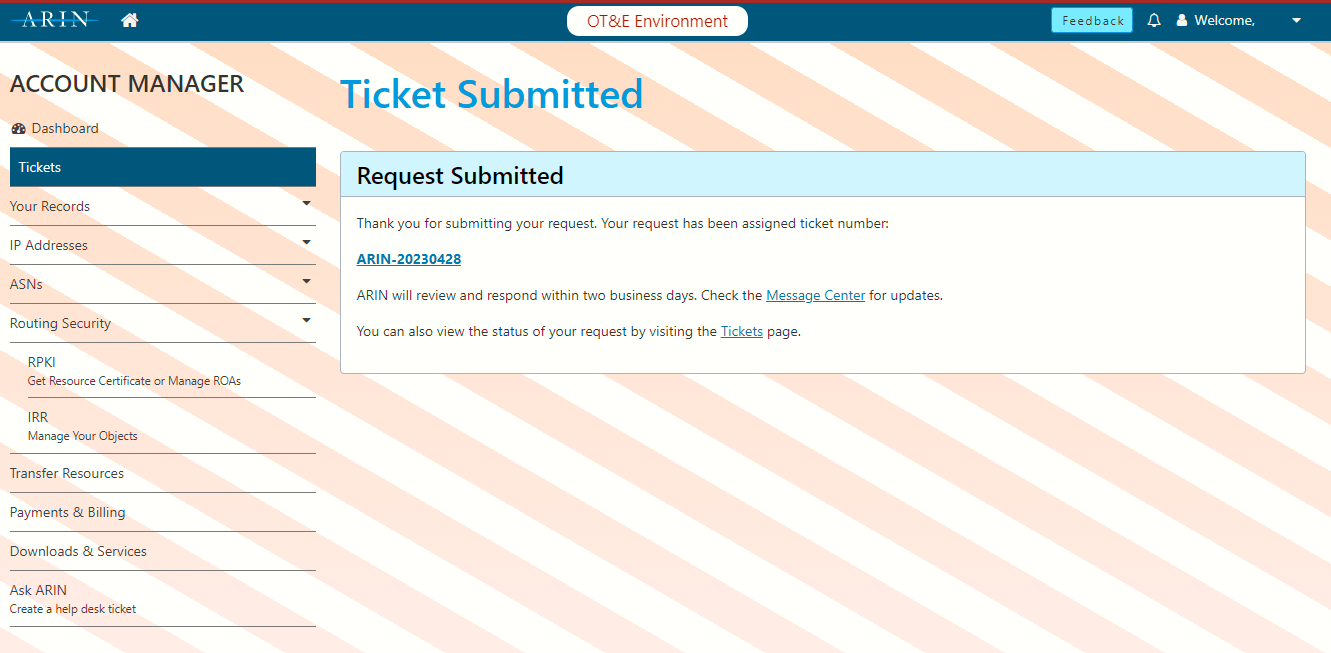 ARIN
OT&E Environment
Feedback
Welcome,
ACCOUNT MANAGER
Dashboard
Tickets
Your Records
IP Addresses
ASNs
Routing Security
RPKI
Get Resource Certificate or Manage ROAs
IRR
Manage Your Objects
Transfer Resources
Payments & Billing
Downloads & Services
Ask ARIN
Create a help desk ticket
Ticket Submitted
Request Submitted
Thank you for submitting your request. Your request has been assigned ticket number:
ARIN-20230428
ARIN will review and respond within two business days. Check the Message Center for updates.
You can also view the status of your request by visiting the Tickets page.